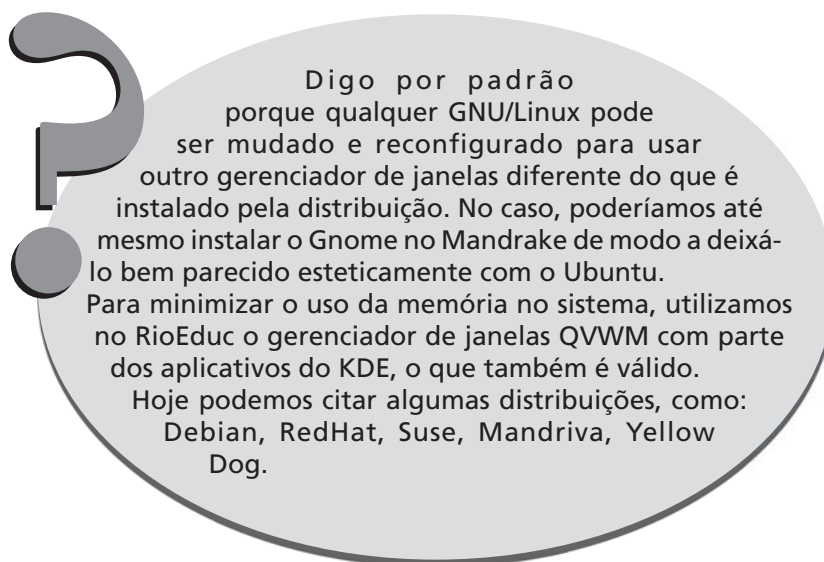 Digo por padrão
porque qualquer GNU/Linux pode
ser mudado e reconfigurado para usar
outro gerenciador de janelas diferente do que é
instalado pela distribuição. No caso, poderíamos até
mesmo instalar o Gnome no Mandrake de modo a deixá-
lo bem parecido esteticamente com o Ubuntu.
Para minimizar o uso da memória no sistema, utilizamos
no RioEduc o gerenciador de janelas QVWM com parte
dos aplicativos do KDE, o que também é válido.
Hoje podemos citar algumas distribuições, como:
Debian, RedHat, Suse, Mandriva, Yellow
Dog.